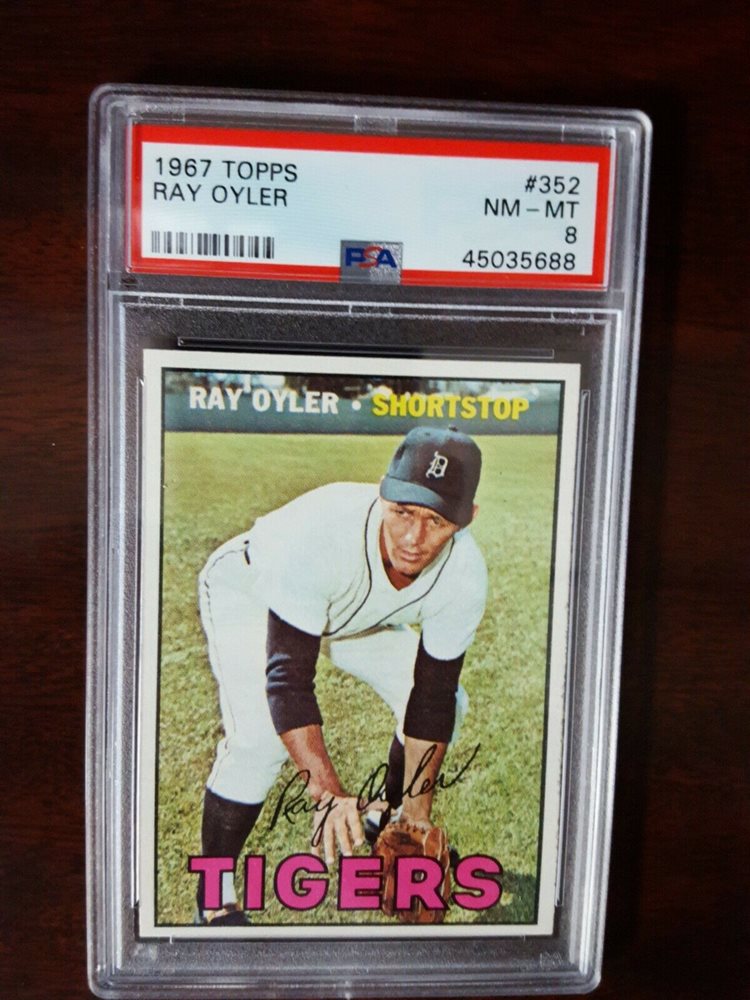 1967 TOPPS #352
RAY OYLER NM-MT
8
PSA 45035688
RAY OYLER • SHORTSTOP
D
Ray Oyler
TIGERS